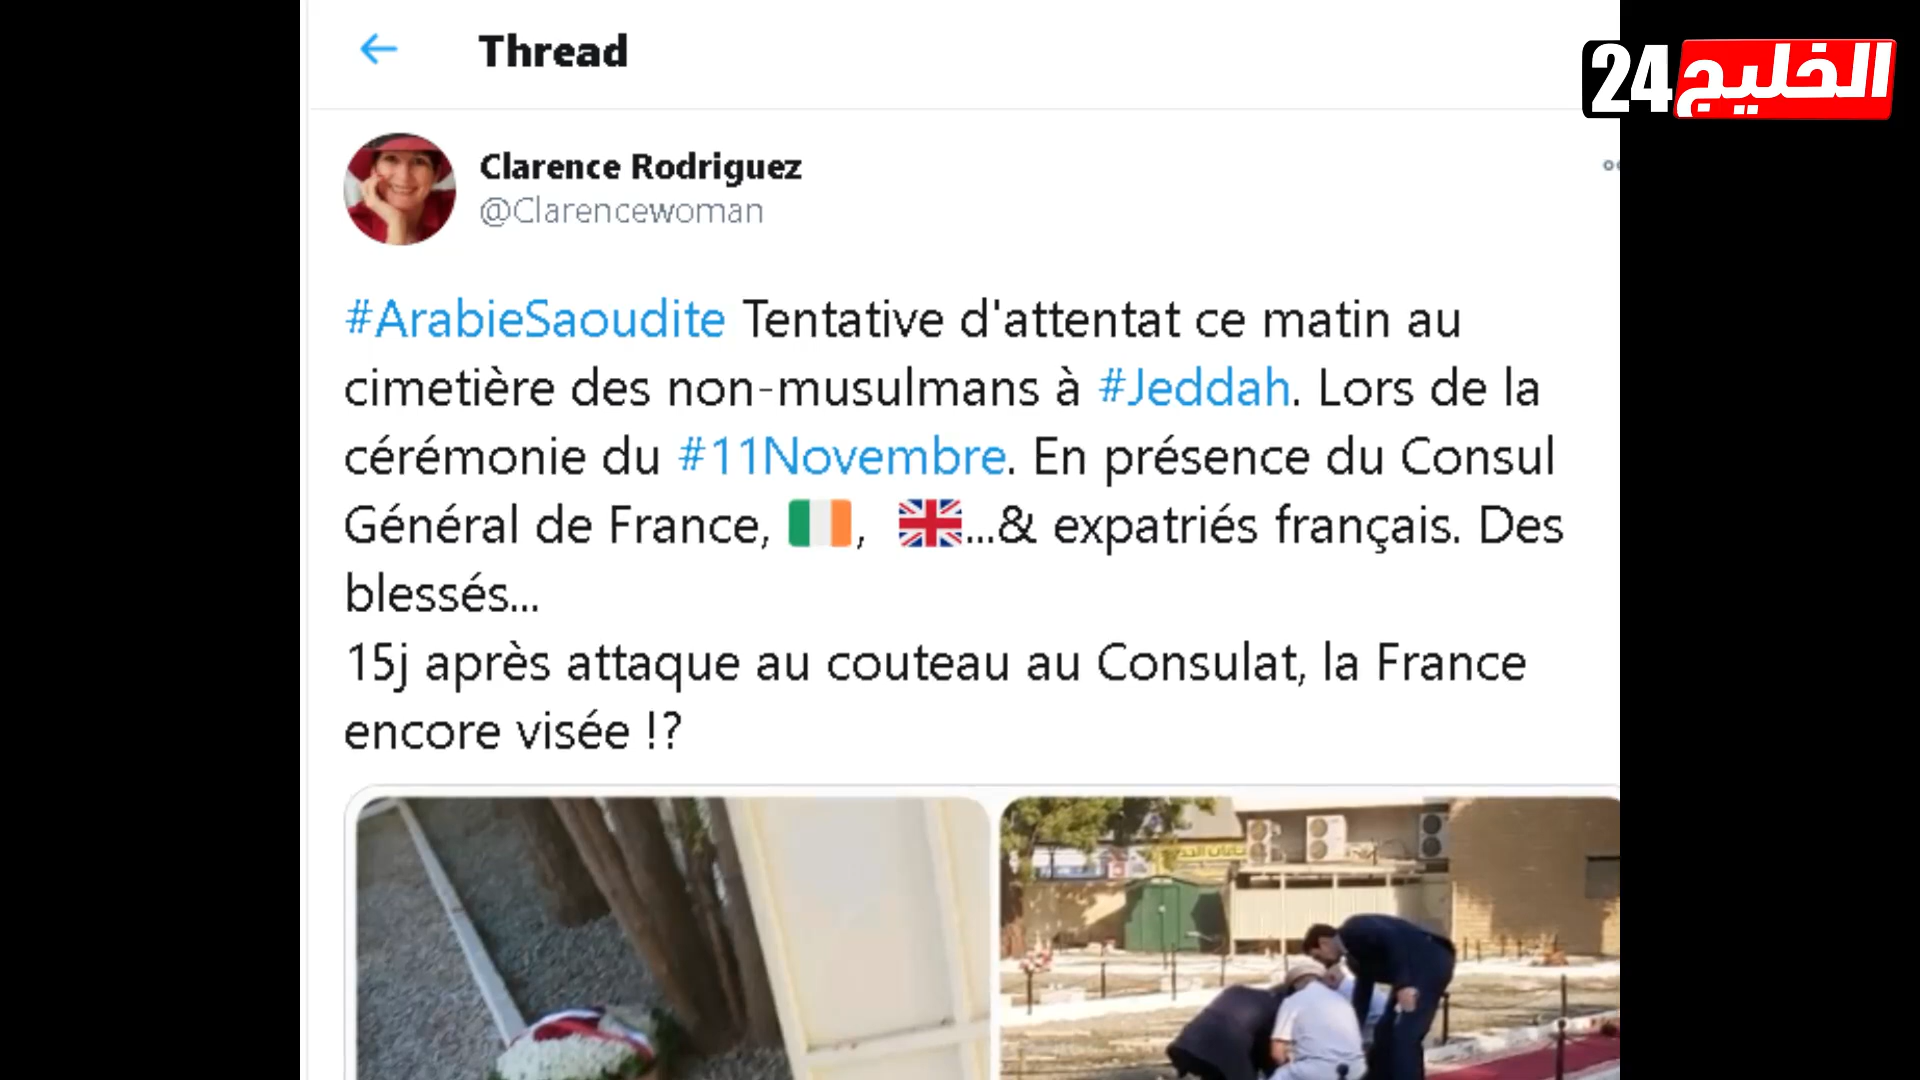 Thread
24 الخليج
Clarence Rodriguez
@Clarencewoman
#ArabieSaoudite Tentative d'attentat ce matin au
cimetière des non-musulmans à #Jeddah. Lors de la
cérémonie du #11Novembre. En présence du Consul
Général de France, 🇮🇪, 🇬🇧...& expatriés français. Des
blessés...
15j après attaque au couteau au Consulat, la France
encore visée !?